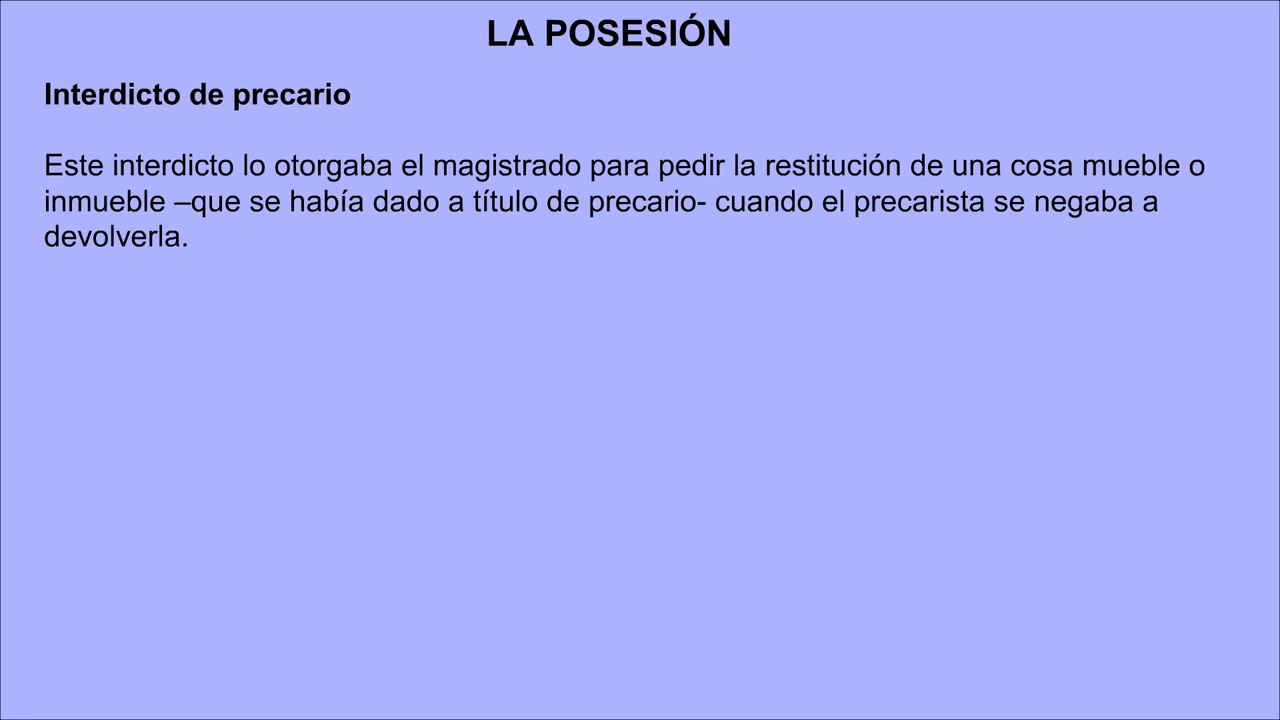 LA POSESIÓN
Interdicto de precario
Este interdicto lo otorgaba el magistrado para pedir la restitución de una cosa mueble o
inmueble –que se había dado a título de precario- cuando el precarista se negaba a
devolverla.